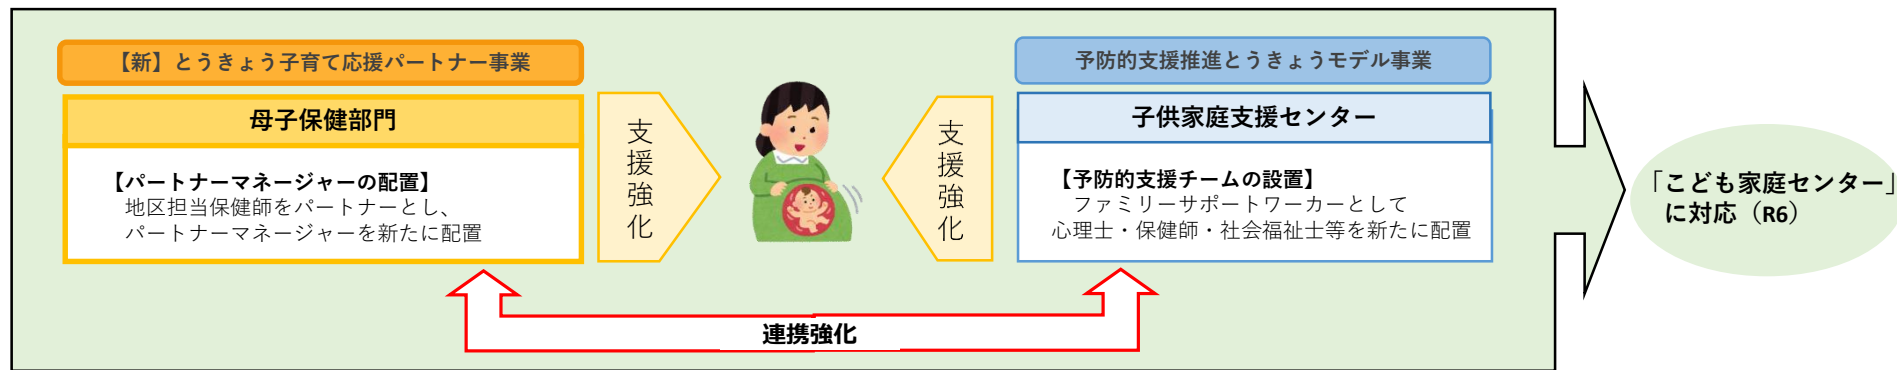 【新】とうきょう子育て応援パートナー事業
母子保健部門
【パートナーマネージャーの配置】
地区担当保健師をパートナーとし、
パートナーマネージャーを新たに配置
支援強化
支援強化
予防的支援推進とうきょうモデル事業
子供家庭支援センター
【予防的支援チームの設置】
ファミリーサポートワーカーとして
心理士・保健師・社会福祉士等を新たに配置
連携強化
「こども家庭センター」
に対応（R6）